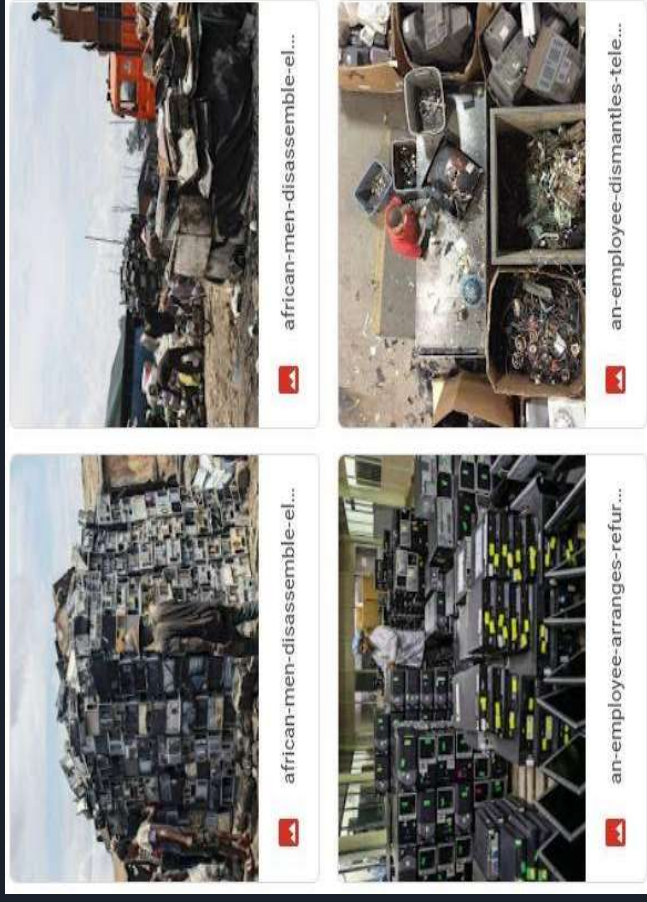 african-men-disassemble-el...
african-men-disassemble-el...
an-employee-arranges-refur...
an-employee-dismantles-tele...